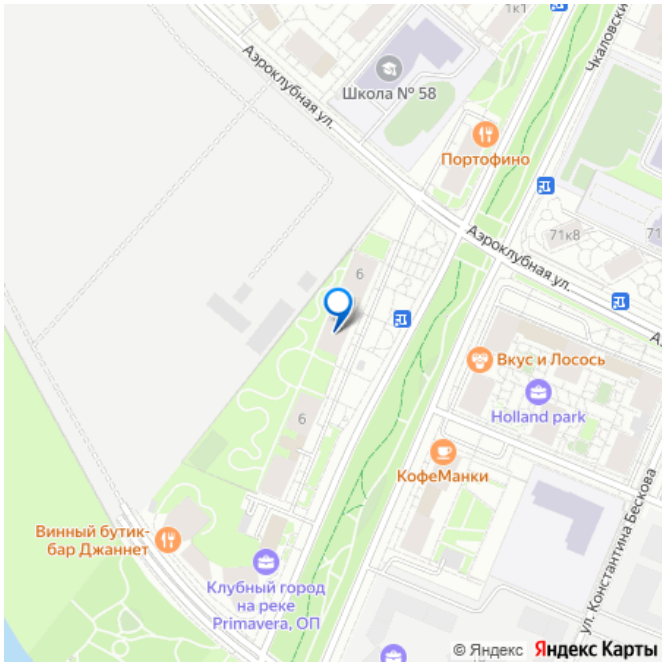 1к1
Чкаловски
Аэроклубная ул.
Школа № 58
Портофино
71к8
71
Аэроклубная ул.
А
6
Вкус и Лосось
Holland park
6
КофеМанки
ул. Константина Бескова
Винный бутик-
бар Джаннет
Клубный город
на реке
Primavera, ОП
© Яндекс Яндекс Карты